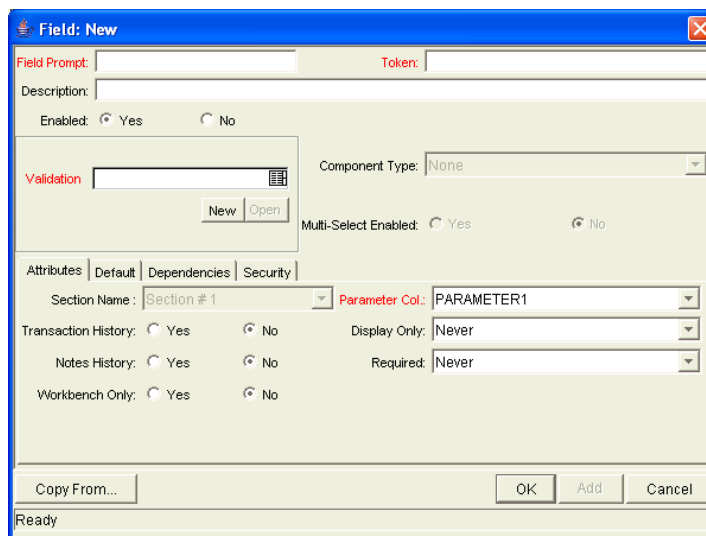 Field: New
Field Prompt: Token:
Description:
Enabled: Yes No
Validation
Component Type: None
New Open
Multi-Select Enabled: Yes No
Attributes Default Dependencies Security
Section Name : Section # 1 Parameter Col.: PARAMETER1
Transaction History: Yes No Display Only: Never
Notes History: Yes No Required: Never
Workbench Only: Yes No
Copy From... OK Add Cancel
Ready